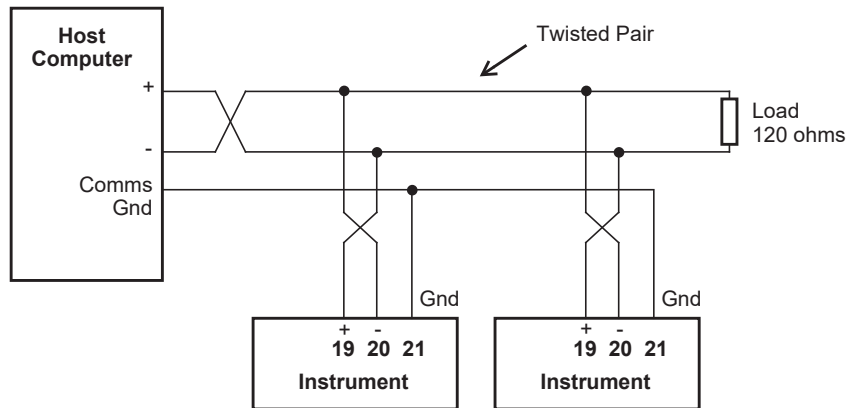 Host
Computer
+
-
Comms
Gnd
Twisted Pair
Load
120 ohms
Gnd
+ -
19 20 21
Instrument
Gnd
+ -
19 20 21
Instrument